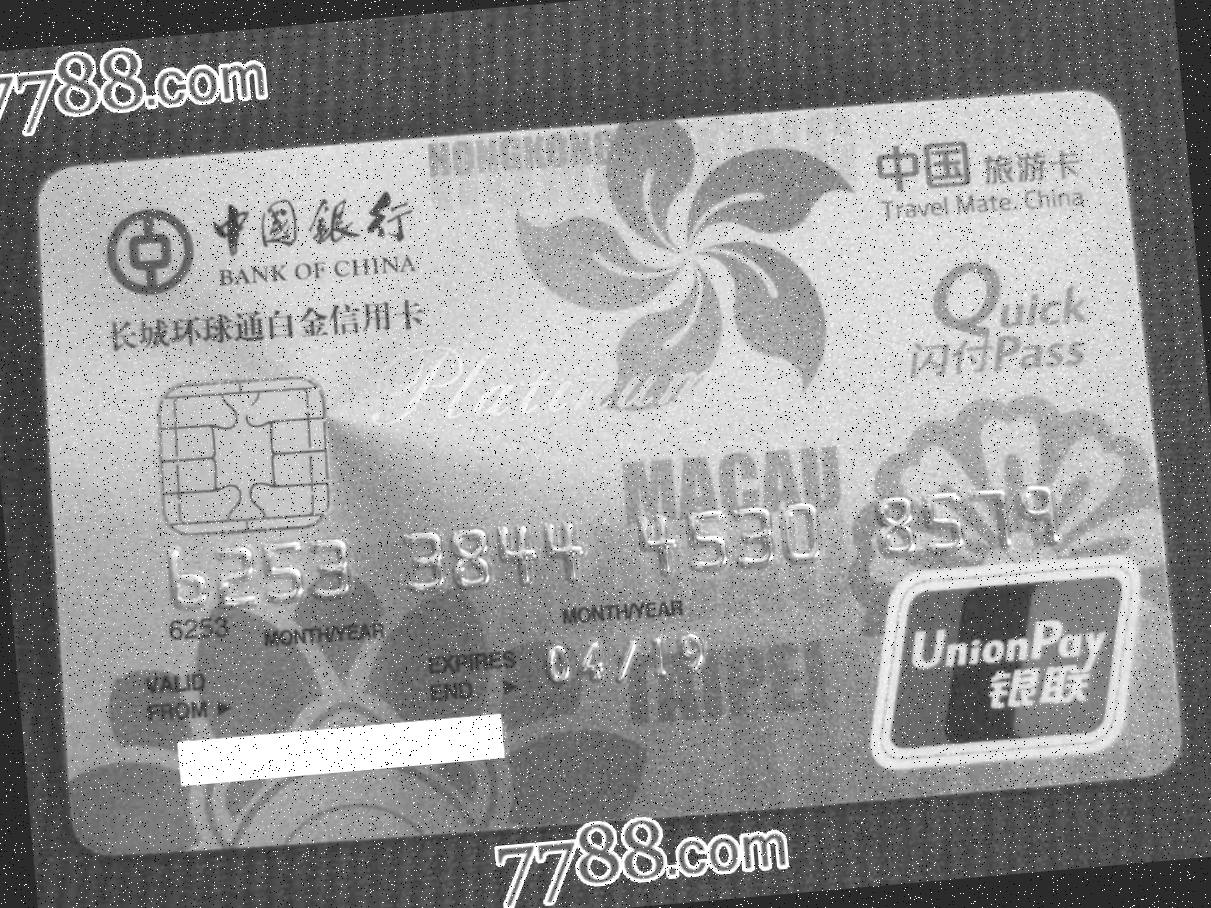 7788.com
HONGKONG
中国 旅游卡
Travel Mate. China
中國銀行
BANK OF CHINA
长城环球通白金信用卡
Quick
闪付Pass
Platinum
MACAU
6253 3844 4530 8579
6253
MONTH/YEAR
MONTH/YEAR
VALID
FROM
EXPIRES
END
04/19
TAIPEI
UnionPay
银联
7788.com